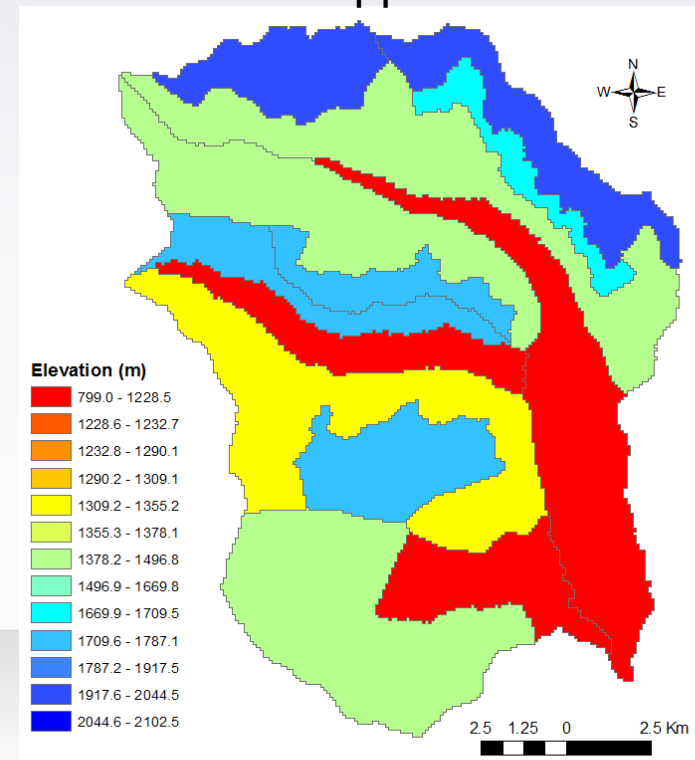 N
W E
S
Elevation (m)
799.0 - 1228.5
1228.6 - 1232.7
1232.8 - 1290.1
1290.2 - 1309.1
1309.2 - 1355.2
1355.3 - 1378.1
1378.2 - 1496.8
1496.9 - 1669.8
1669.9 - 1709.5
1709.6 - 1787.1
1787.2 - 1917.5
1917.6 - 2044.5
2044.6 - 2102.5
2.5 1.25 0 2.5 Km